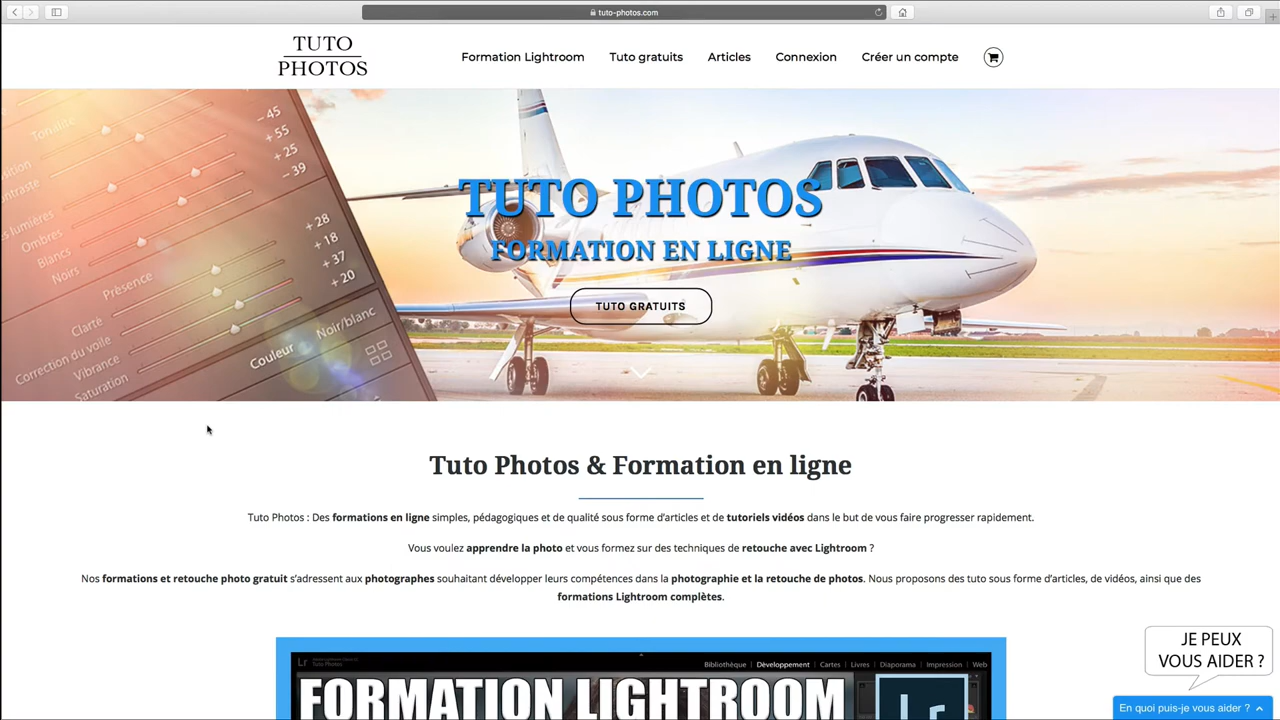 tuto-photos.com
TUTO
PHOTOS
Formation Lightroom
Tuto gratuits
Articles
Connexion
Créer un compte
Tonalité
- 45
+ 55
+ 25
- 39
Ombres
Blancs
Noirs
Présence
+ 28
+ 18
+ 37
+ 20
Clarté
Correction du voile
Vibrance
Saturation
Couleur
Noir/blanc
TUTO PHOTOS
FORMATION EN LIGNE
TUTO GRATUITS
Tuto Photos & Formation en ligne
Tuto Photos : Des formations en ligne simples, pédagogiques et de qualité sous forme d’articles et de tutoriels vidéos dans le but de vous faire progresser rapidement.
Vous voulez apprendre la photo et vous formez sur des techniques de retouche avec Lightroom ?
Nos formations et retouche photo gratuit s’adressent aux photographes souhaitant développer leurs compétences dans la photographie et la retouche de photos. Nous proposons des tuto sous forme d’articles, de vidéos, ainsi que des
formations Lightroom complètes.
Lr
Tuto Photos
Bibliothèque | Développement | Cartes | Livres | Diaporama | Impression | Web
FORMATION LIGHTROOM
Lr
JE PEUX
VOUS AIDER ?
En quoi puis-je vous aider ?